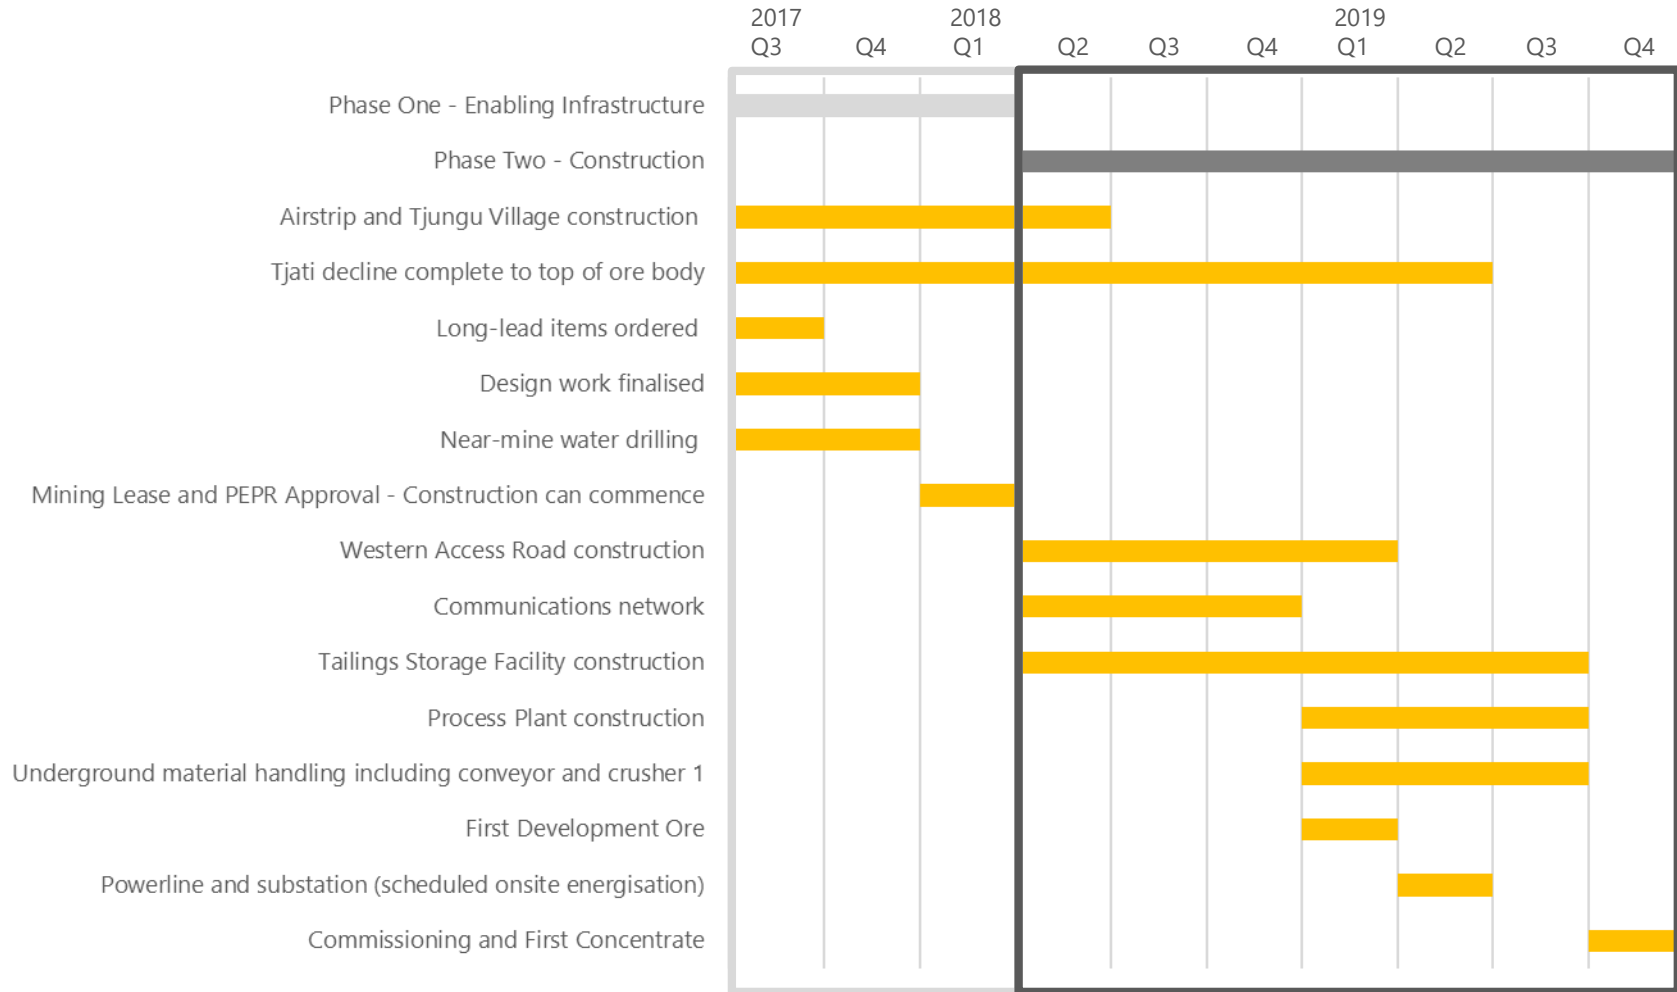 2017 2018 2019
Q3 Q4 Q1 Q2 Q3 Q4 Q1 Q2 Q3 Q4
Phase One - Enabling Infrastructure
Phase Two - Construction
Airstrip and Tjungu Village construction
Tjati decline complete to top of ore body
Long-lead items ordered
Design work finalised
Near-mine water drilling
Mining Lease and PEPR Approval - Construction can commence
Western Access Road construction
Communications network
Tailings Storage Facility construction
Process Plant construction
Underground material handling including conveyor and crusher 1
First Development Ore
Powerline and substation (scheduled onsite energisation)
Commissioning and First Concentrate